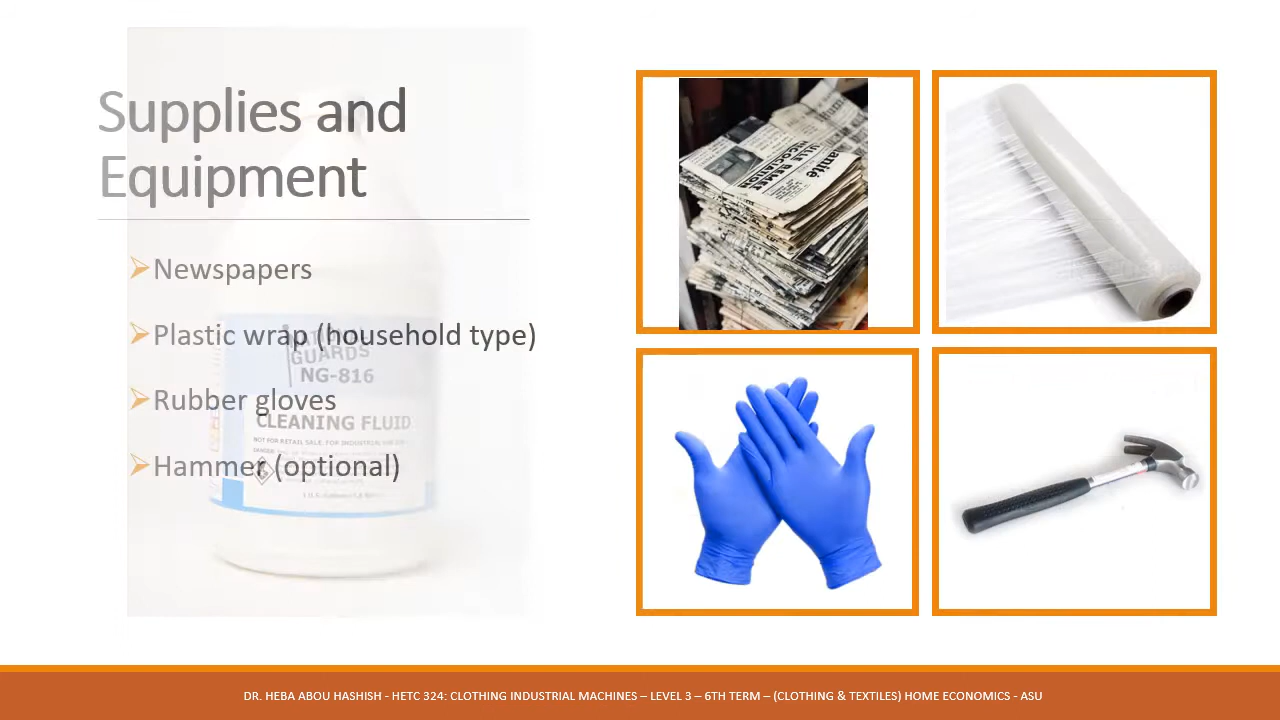 Supplies and
Equipment
Newspapers
Plastic wrap (household type)
Rubber gloves
Hammer (optional)
GUARDS
NG-816
CLEANING FLUID
DR. HEBA ABOU HASHISH - HETC 324: CLOTHING INDUSTRIAL MACHINES – LEVEL 3 – 6TH TERM – (CLOTHING & TEXTILES) HOME ECONOMICS - ASU